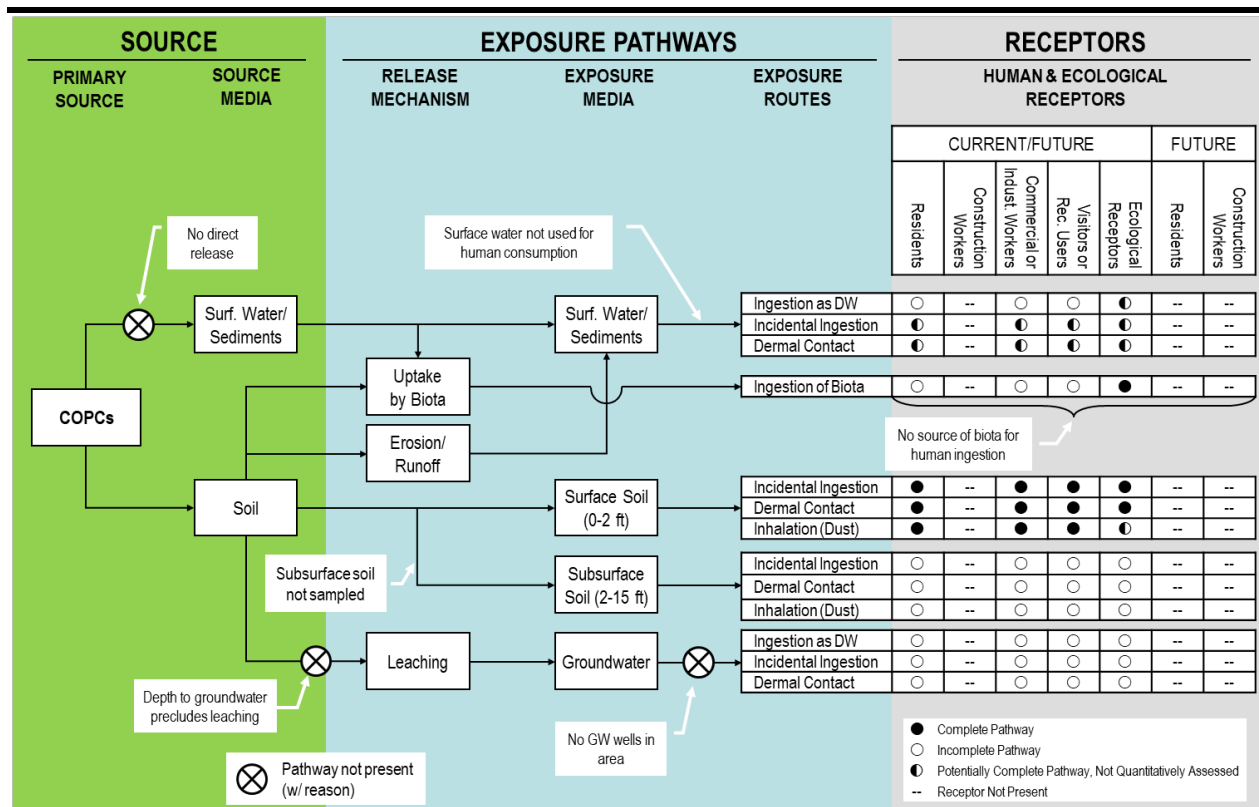 SOURCE
EXPOSURE PATHWAYS
RECEPTORS
PRIMARY
SOURCE
SOURCE
MEDIA
RELEASE
MECHANISM
EXPOSURE
MEDIA
EXPOSURE
ROUTES
HUMAN & ECOLOGICAL
RECEPTORS
CURRENT/FUTURE
FUTURE
Residents
Construction
Workers
Commercial or
Indust. Workers
Visitors or
Rec. Users
Ecological
Receptors
Residents
Construction
Workers
No direct
release
Surface water not used for
human consumption
COPCs
Surf. Water/
Sediments
Surf. Water/
Sediments
Ingestion as DW ○ -- ○ ○ ◐ -- --
Incidental Ingestion ◐ -- ◐ ◐ ◐ -- --
Dermal Contact ◐ -- ◐ ◐ ◐ -- --
Uptake
by Biota
Ingestion of Biota ○ -- ○ ○ ● -- --
No source of biota for
human ingestion
Erosion/
Runoff
Soil
Surface Soil
(0-2 ft)
Incidental Ingestion ● -- ● ● ● -- --
Dermal Contact ● -- ● ● ● -- --
Inhalation (Dust) ● -- ● ● ◐ -- --
Subsurface soil
not sampled
Subsurface
Soil (2-15 ft)
Incidental Ingestion ○ -- ○ ○ ○ -- --
Dermal Contact ○ -- ○ ○ ○ -- --
Inhalation (Dust) ○ -- ○ ○ ○ -- --
Leaching
Groundwater
Ingestion as DW ○ -- ○ ○ ○ -- --
Incidental Ingestion ○ -- ○ ○ ○ -- --
Dermal Contact ○ -- ○ ○ ○ -- --
Depth to groundwater
precludes leaching
No GW wells in
area
Pathway not present
(w/ reason)
● Complete Pathway
○ Incomplete Pathway
◐ Potentially Complete Pathway, Not Quantitatively Assessed
-- Receptor Not Present